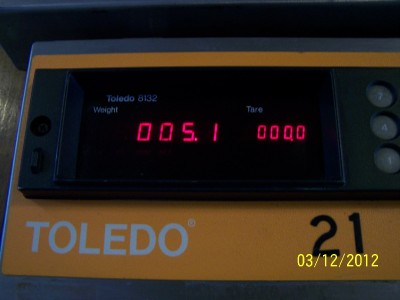 Toledo 8132
Weight Tare
005.1 000.0
TOLEDO® 21
03/12/2012